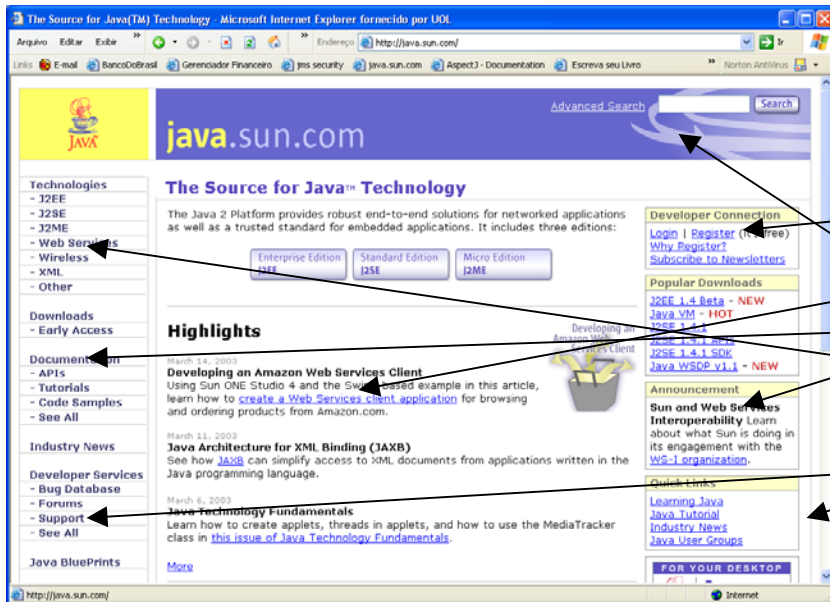 The Source for Java(TM) Technology - Microsoft Internet Explorer fornecido por UOL
Arquivo Editar Exibir » » Endereço http://java.sun.com/ Ir
Links E-mail BancoDoBrasil Gerenciador Financeiro jms security java.sun.com AspectJ - Documentation Escreva seu Livro » Norton AntiVirus
JAVA
java.sun.com
Advanced Search Search
Technologies
- J2EE
- J2SE
- J2ME
- Web Services
- Wireless
- XML
- Other
Downloads
- Early Access
Documentation
- APIs
- Tutorials
- Code Samples
- See All
Industry News
Developer Services
- Bug Database
- Forums
- Support
- See All
Java BluePrints
The Source for Java™ Technology
The Java 2 Platform provides robust end-to-end solutions for networked applications
as well as a trusted standard for embedded applications. It includes three editions:
Enterprise Edition
J2EE
Standard Edition
J2SE
Micro Edition
J2ME
Highlights
Developing an
Amazon Web
Services Client
March 14, 2003
Developing an Amazon Web Services Client
Using Sun ONE Studio 4 and the Swing based example in this article,
learn how to create a Web Services client application for browsing
and ordering products from Amazon.com.
March 11, 2003
Java Architecture for XML Binding (JAXB)
See how JAXB can simplify access to XML documents from applications written in the
Java programming language.
March 6, 2003
Java Technology Fundamentals
Learn how to create applets, threads in applets, and how to use the MediaTracker
class in this issue of Java Technology Fundamentals.
More
Developer Connection
Login | Register (It's free)
Why Register?
Subscribe to Newsletters
Popular Downloads
J2EE 1.4 Beta - NEW
Java VM - HOT
J2SE 1.4.1
J2SE 1.4.1 APIs
J2SE 1.4.1 SDK
Java WSDP v1.1 - NEW
Announcement
Sun and Web Services
Interoperability Learn
about what Sun is doing in
its engagement with the
WS-I organization.
Quick Links
Learning Java
Java Tutorial
Industry News
Java User Groups
FOR YOUR DESKTOP
http://java.sun.com/ Internet